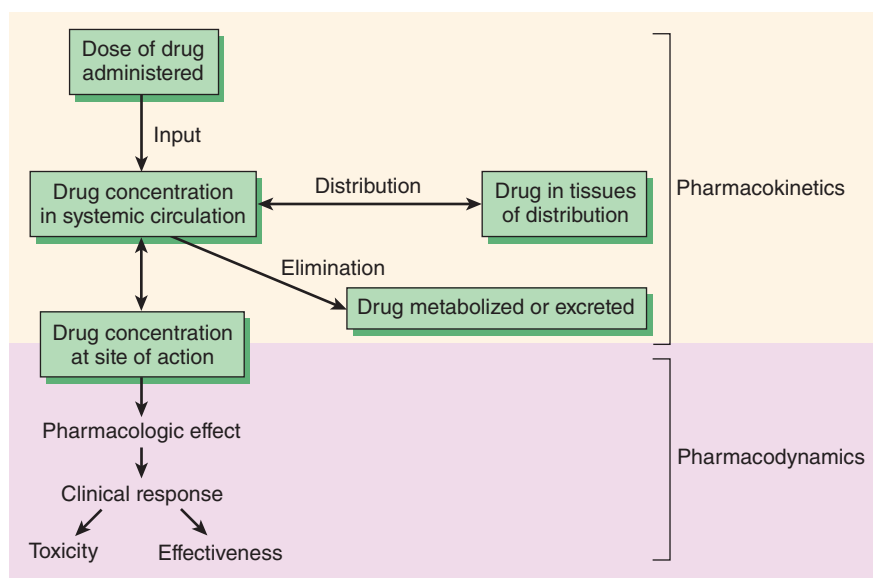 Dose of drug
administered
Input
Drug concentration
in systemic circulation
Distribution
Drug in tissues
of distribution
Pharmacokinetics
Elimination
Drug metabolized or excreted
Drug concentration
at site of action
Pharmacologic effect
Pharmacodynamics
Clinical response
Toxicity
Effectiveness